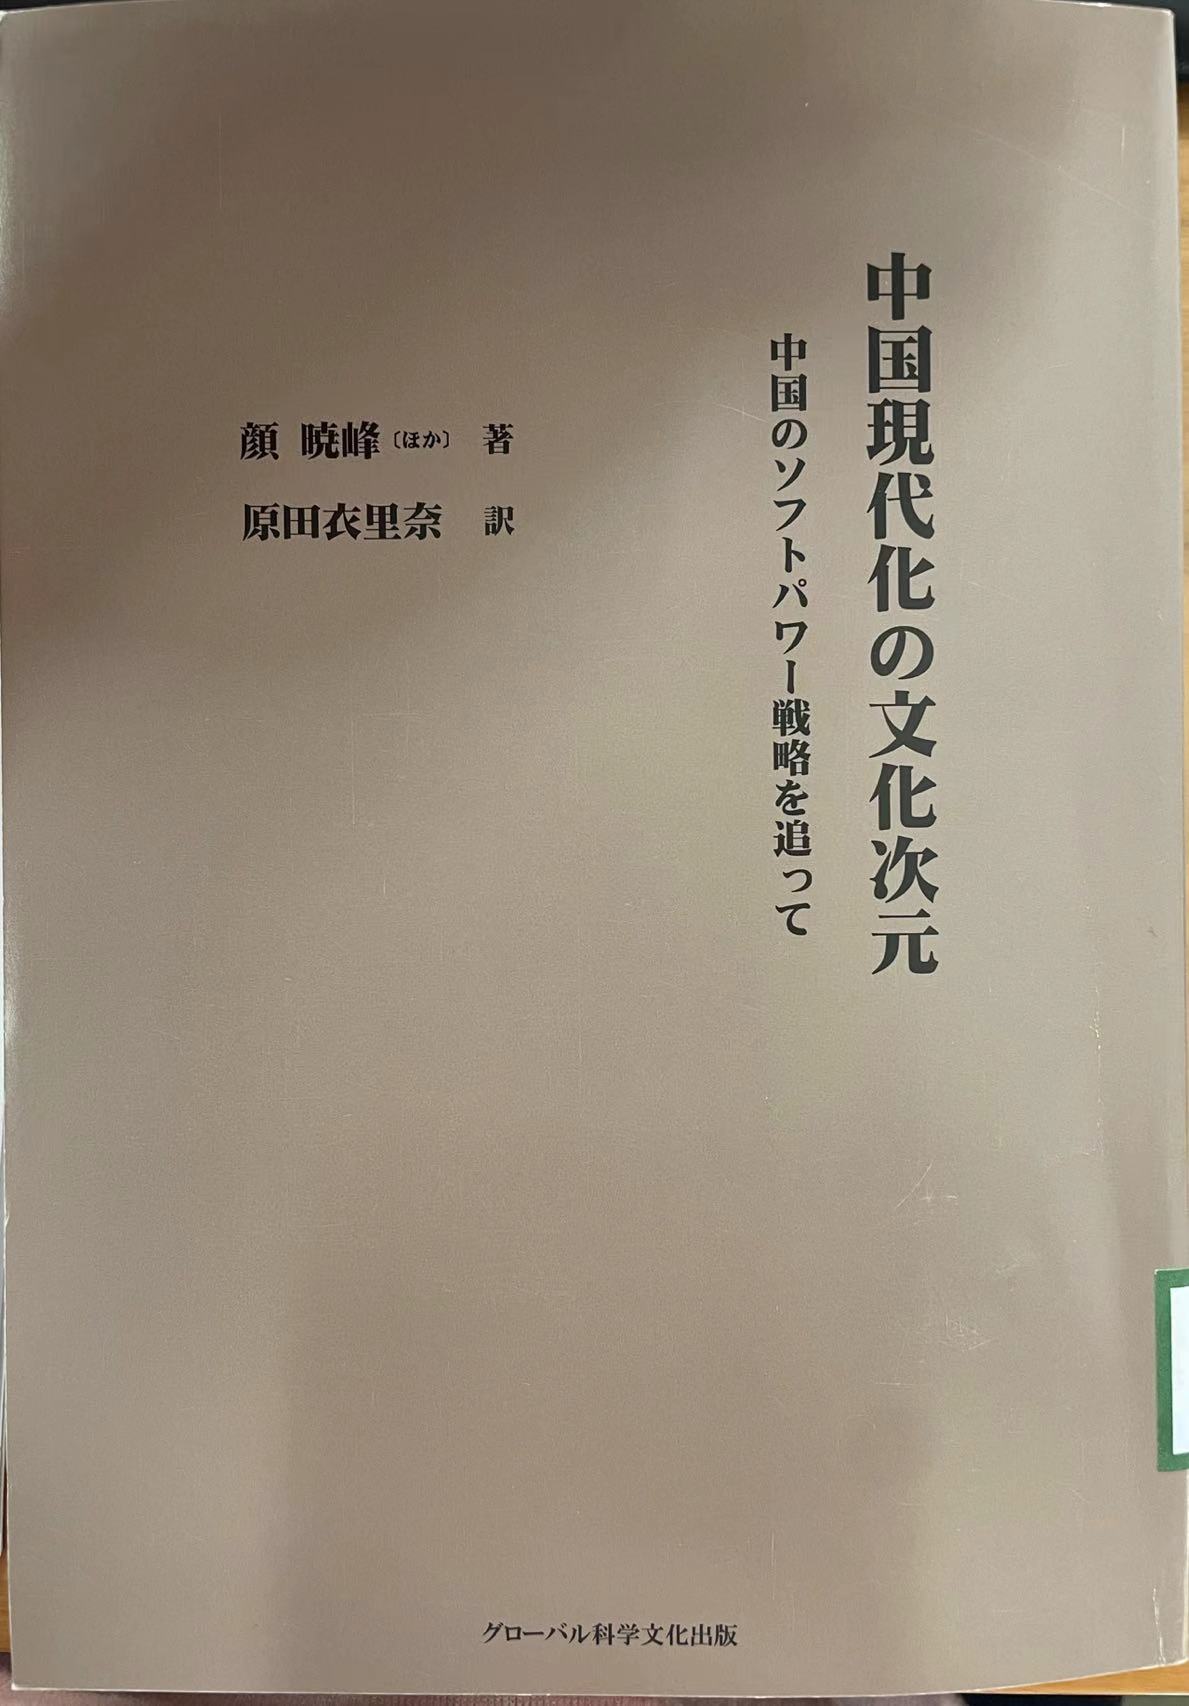 中国現代化の文化次元
中国のソフトパワー戦略を追って
顔 暁峰〔ほか〕 著
原田衣里奈 訳
グローバル科学文化出版